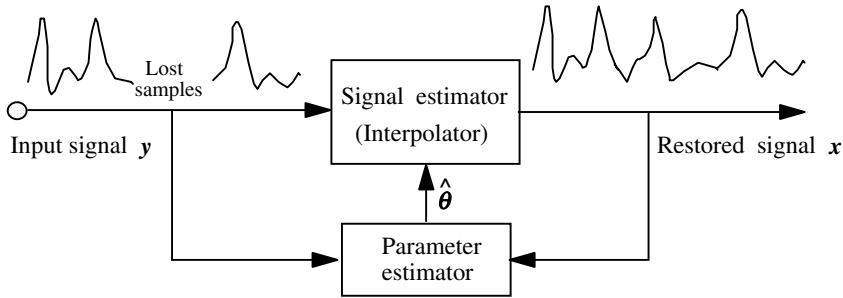 Lost
samples
Signal estimator
(Interpolator)
Input signal y
Restored signal x
θ̂
Parameter
estimator